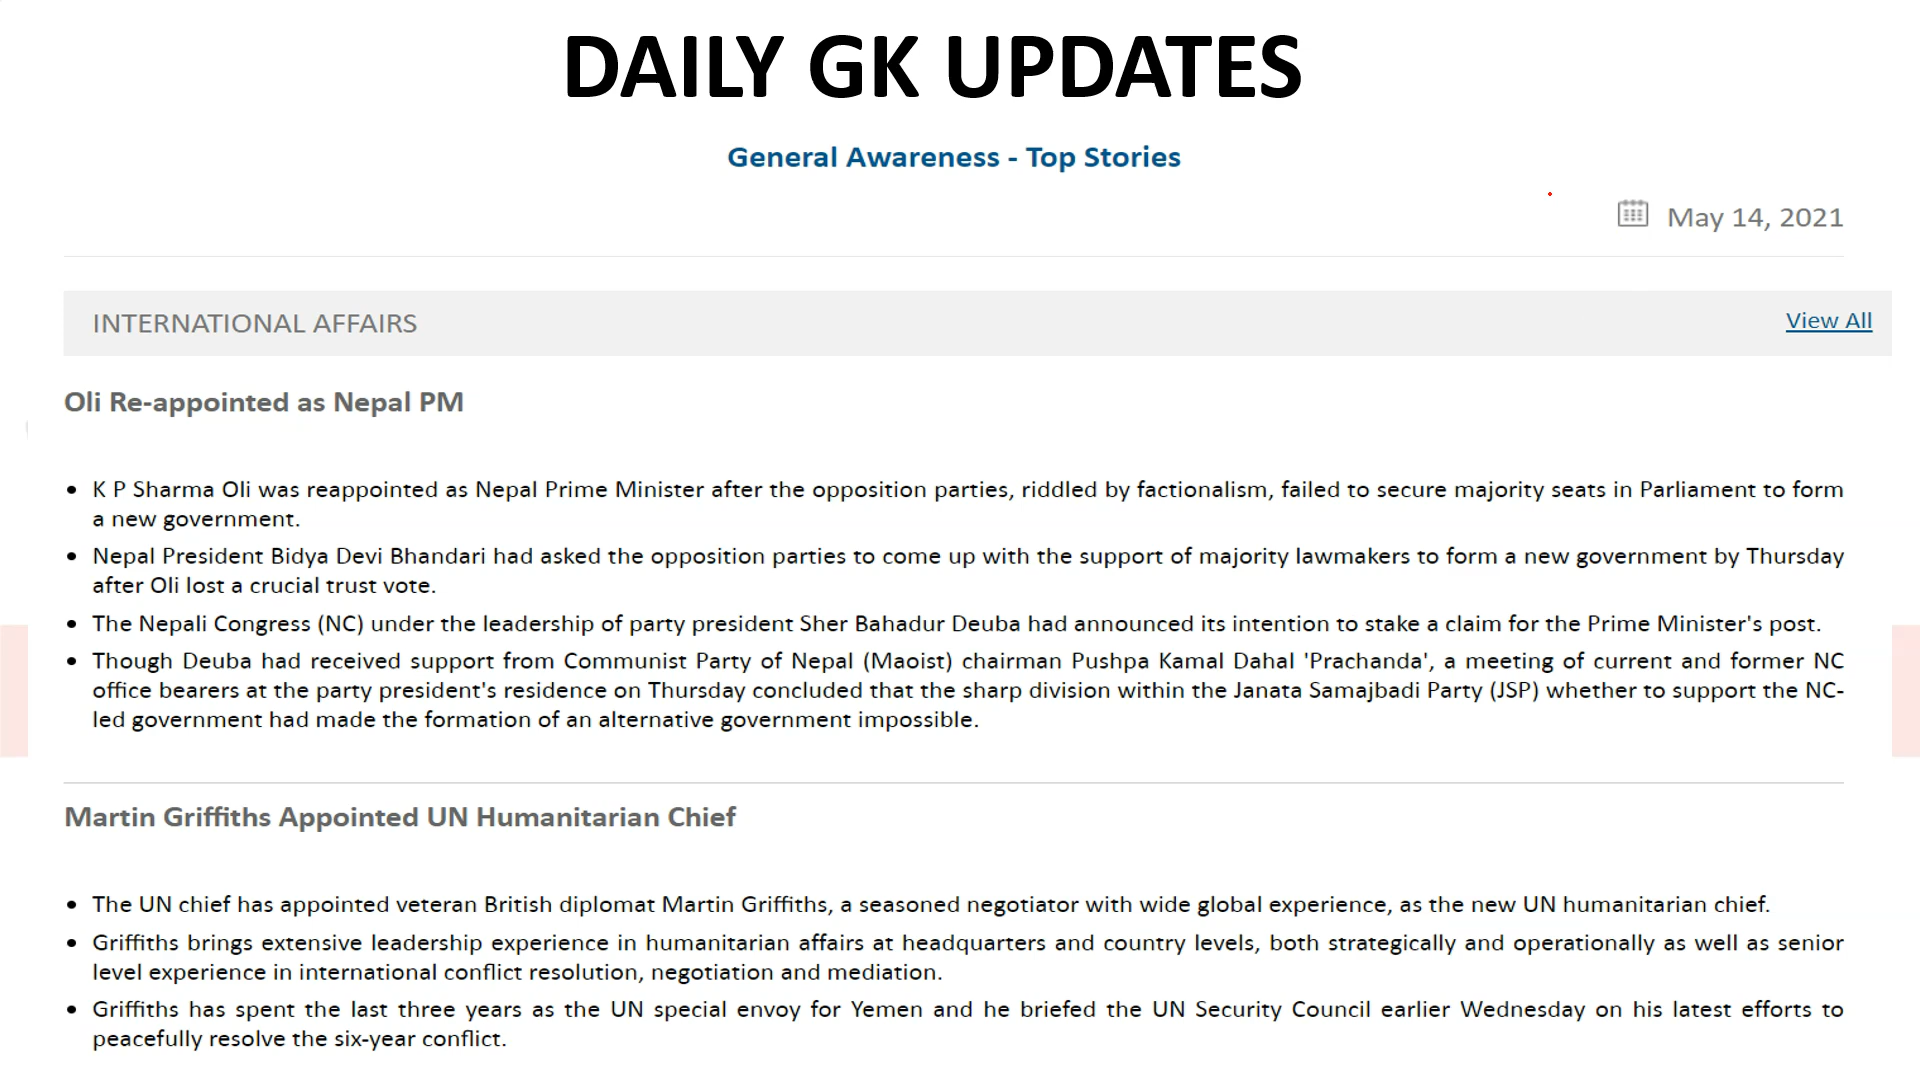 DAILY GK UPDATES
General Awareness - Top Stories
May 14, 2021
INTERNATIONAL AFFAIRS
View All
Oli Re-appointed as Nepal PM
• K P Sharma Oli was reappointed as Nepal Prime Minister after the opposition parties, riddled by factionalism, failed to secure majority seats in Parliament to form
a new government.
• Nepal President Bidya Devi Bhandari had asked the opposition parties to come up with the support of majority lawmakers to form a new government by Thursday
after Oli lost a crucial trust vote.
• The Nepali Congress (NC) under the leadership of party president Sher Bahadur Deuba had announced its intention to stake a claim for the Prime Minister's post.
• Though Deuba had received support from Communist Party of Nepal (Maoist) chairman Pushpa Kamal Dahal 'Prachanda', a meeting of current and former NC
office bearers at the party president's residence on Thursday concluded that the sharp division within the Janata Samajbadi Party (JSP) whether to support the NC-
led government had made the formation of an alternative government impossible.
Martin Griffiths Appointed UN Humanitarian Chief
• The UN chief has appointed veteran British diplomat Martin Griffiths, a seasoned negotiator with wide global experience, as the new UN humanitarian chief.
• Griffiths brings extensive leadership experience in humanitarian affairs at headquarters and country levels, both strategically and operationally as well as senior
level experience in international conflict resolution, negotiation and mediation.
• Griffiths has spent the last three years as the UN special envoy for Yemen and he briefed the UN Security Council earlier Wednesday on his latest efforts to
peacefully resolve the six-year conflict.